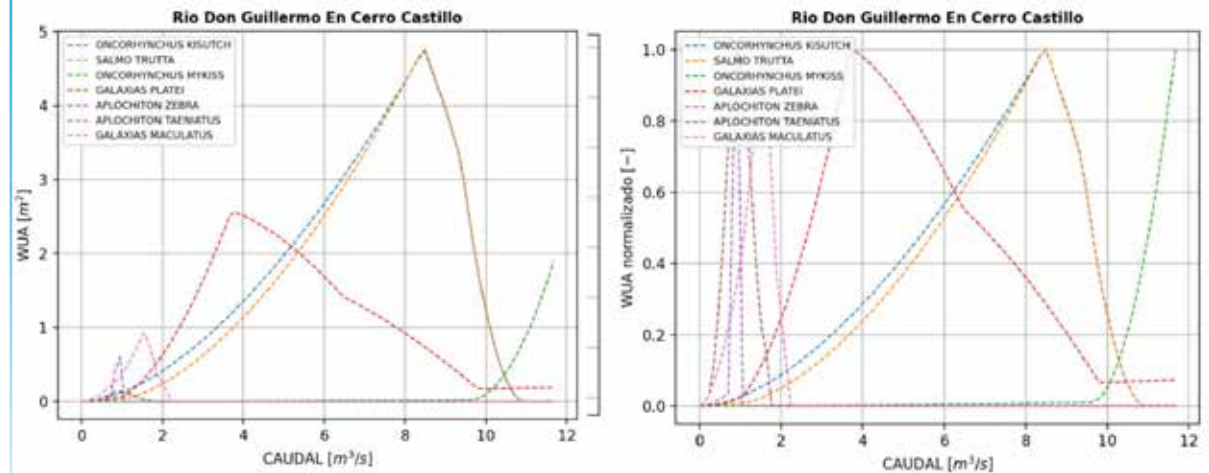 Rio Don Guillermo En Cerro Castillo
5
4
3
2
1
0
WUA [m²]
ONCORHYNCHUS KISUTCH
SALMO TRUTTA
ONCORHYNCHUS MYKISS
GALAXIAS PLATEI
APLOCHITON ZEBRA
APLOCHITON TAENIATUS
GALAXIAS MACULATUS
0 2 4 6 8 10 12
CAUDAL [m³/s]
Rio Don Guillermo En Cerro Castillo
1.0
0.8
0.6
0.4
0.2
0.0
WUA normalizado [−]
ONCORHYNCHUS KISUTCH
SALMO TRUTTA
ONCORHYNCHUS MYKISS
GALAXIAS PLATEI
APLOCHITON ZEBRA
APLOCHITON TAENIATUS
GALAXIAS MACULATUS
0 2 4 6 8 10 12
CAUDAL [m³/s]